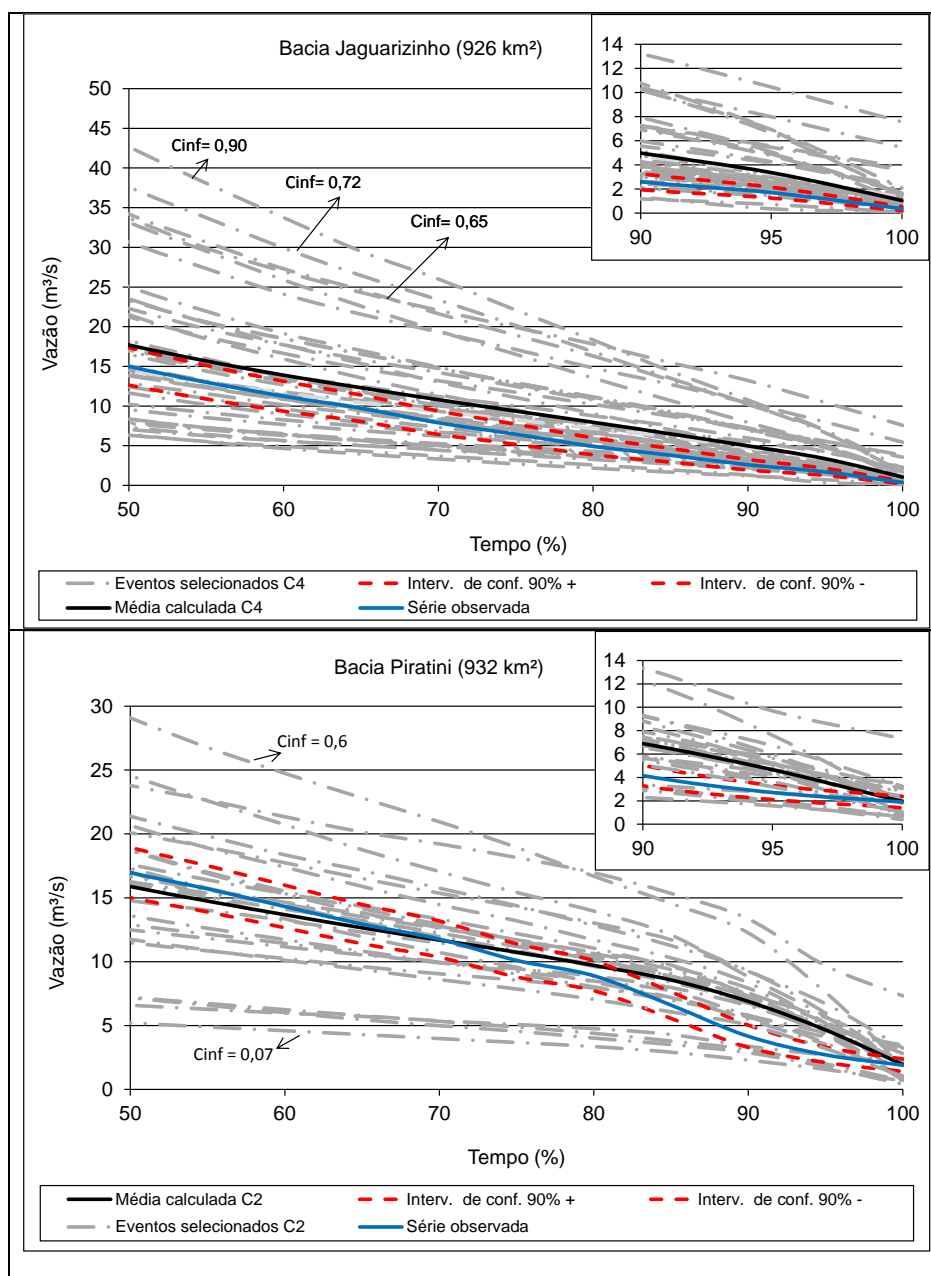 Bacia Jaguarizinho (926 km²)
14
12
10
8
6
4
2
0
90 95 100
50
45
40
35
30
25
20
15
10
5
0
Vazão (m³/s)
Cinf= 0,90
Cinf= 0,72
Cinf= 0,65
50 60 70 80 90 100
Tempo (%)
Eventos selecionados C4 Interv. de conf. 90% + Interv. de conf. 90% -
Média calculada C4 Série observada
Bacia Piratini (932 km²)
14
12
10
8
6
4
2
0
90 95 100
30
25
20
15
10
5
0
Vazão (m³/s)
Cinf = 0,6
Cinf = 0,07
50 60 70 80 90 100
Tempo (%)
Média calculada C2 Interv. de conf. 90% + Interv. de conf. 90% -
Eventos selecionados C2 Série observada